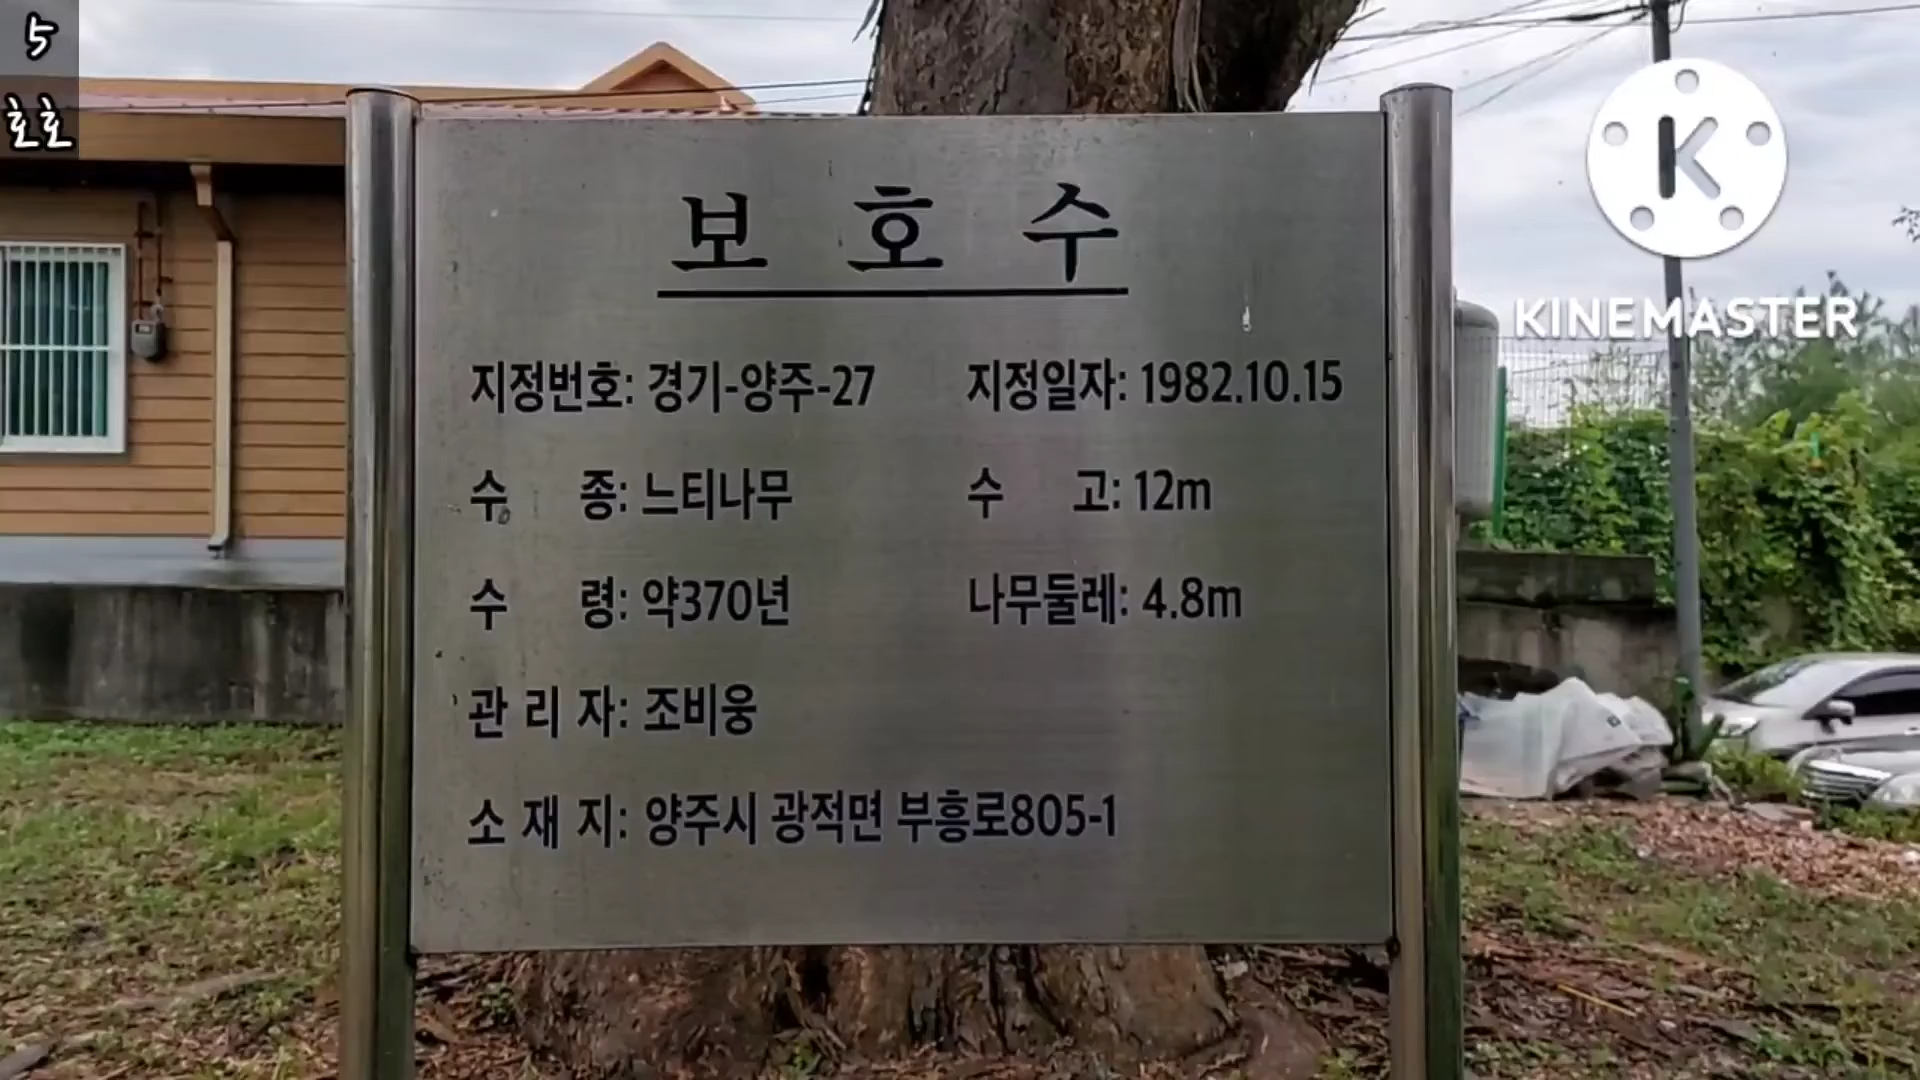 5
호호
KINEMASTER
보 호 수
지정번호: 경기-양주-27 지정일자: 1982.10.15
수 종: 느티나무 수 고: 12m
수 령: 약370년 나무둘레: 4.8m
관 리 자: 조비웅
소 재 지: 양주시 광적면 부흥로805-1